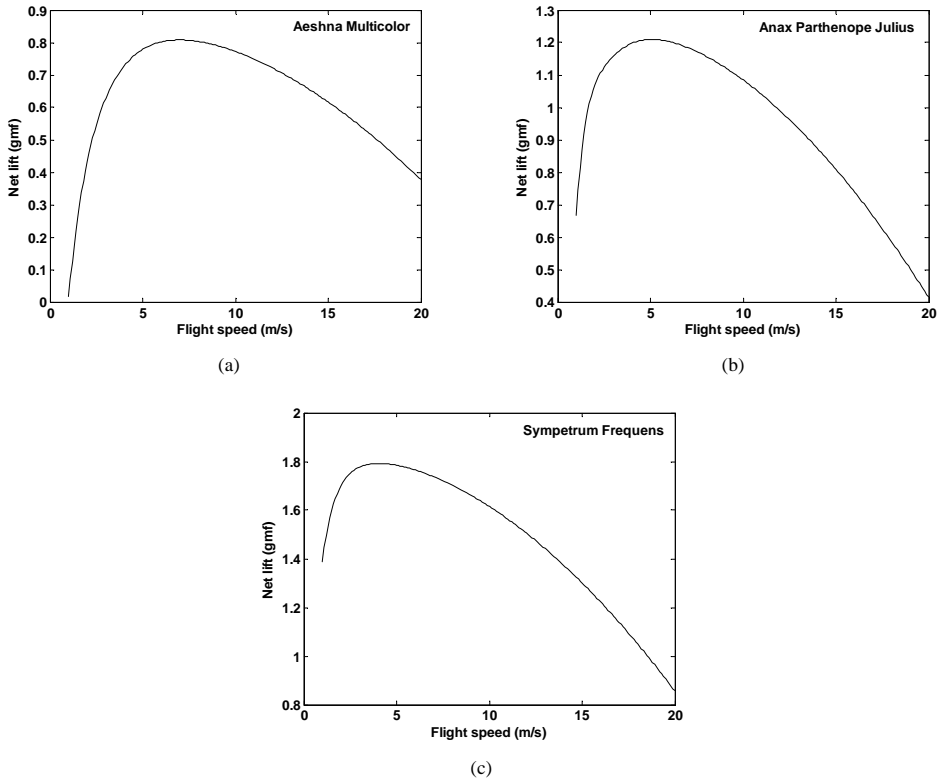 Aeshna Multicolor
0.9
0.8
0.7
0.6
0.5
0.4
0.3
0.2
0.1
0
Net lift (gmf)
0 5 10 15 20
Flight speed (m/s)
(a)
Anax Parthenope Julius
1.3
1.2
1.1
1
0.9
0.8
0.7
0.6
0.5
0.4
Net lift (gmf)
0 5 10 15 20
Flight speed (m/s)
(b)
Sympetrum Frequens
2
1.8
1.6
1.4
1.2
1
0.8
Net lift (gmf)
0 5 10 15 20
Flight speed (m/s)
(c)